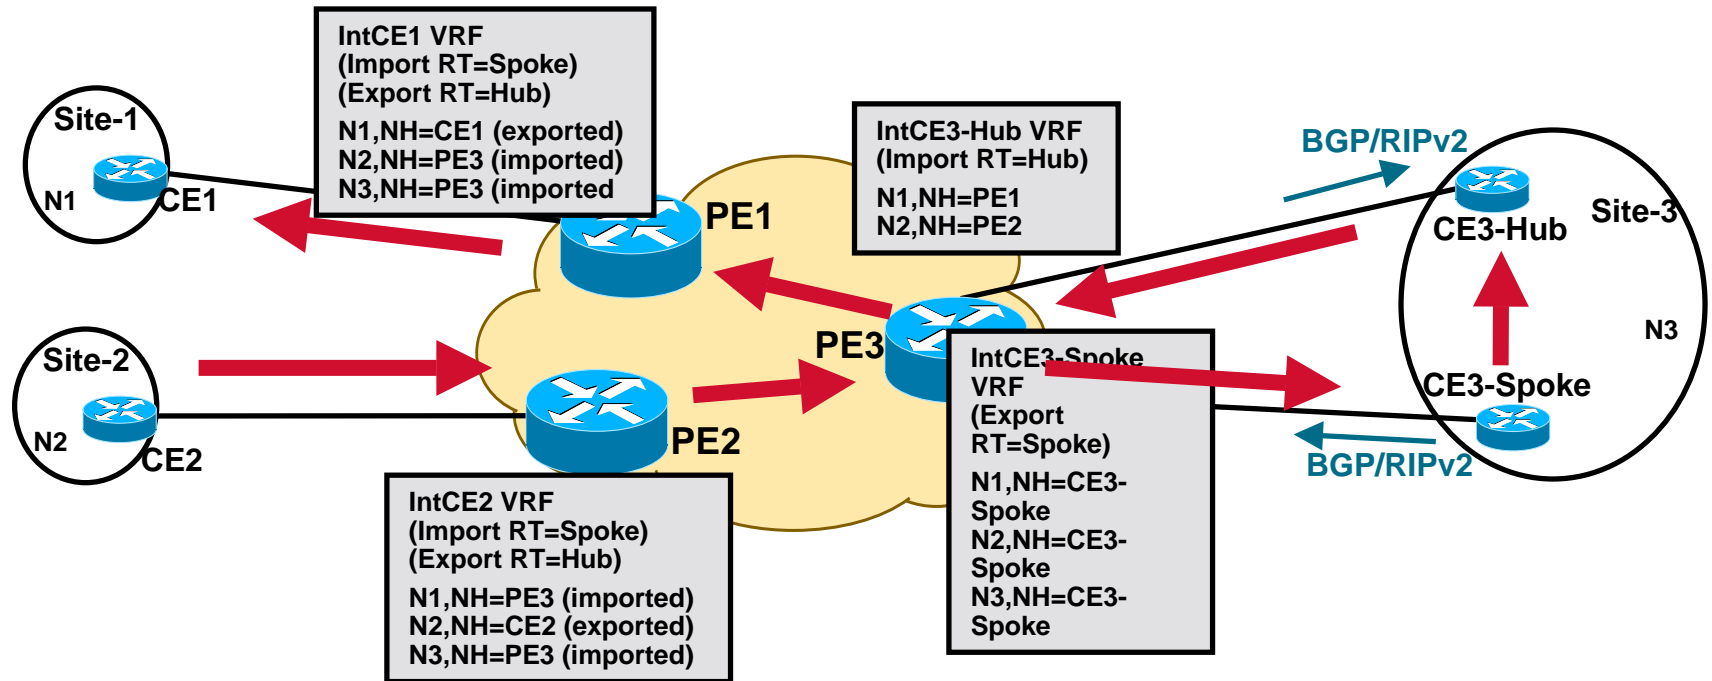 IntCE1 VRF
(Import RT=Spoke)
(Export RT=Hub)
N1,NH=CE1 (exported)
N2,NH=PE3 (imported)
N3,NH=PE3 (imported
Site-1
N1
CE1
PE1
IntCE3-Hub VRF
(Import RT=Hub)
N1,NH=PE1
N2,NH=PE2
BGP/RIPv2
CE3-Hub
Site-3
N3
CE3-Spoke
BGP/RIPv2
PE3
IntCE3-Spoke
VRF
(Export
RT=Spoke)
N1,NH=CE3-
Spoke
N2,NH=CE3-
Spoke
N3,NH=CE3-
Spoke
Site-2
N2
CE2
PE2
IntCE2 VRF
(Import RT=Spoke)
(Export RT=Hub)
N1,NH=PE3 (imported)
N2,NH=CE2 (exported)
N3,NH=PE3 (imported)